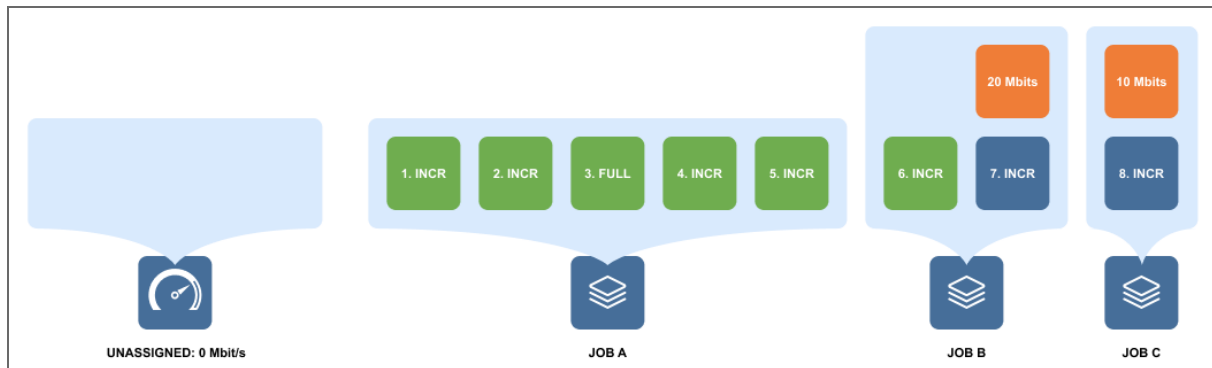 20 Mbits
10 Mbits
1. INCR
2. INCR
3. FULL
4. INCR
5. INCR
6. INCR
7. INCR
8. INCR
UNASSIGNED: 0 Mbit/s
JOB A
JOB B
JOB C